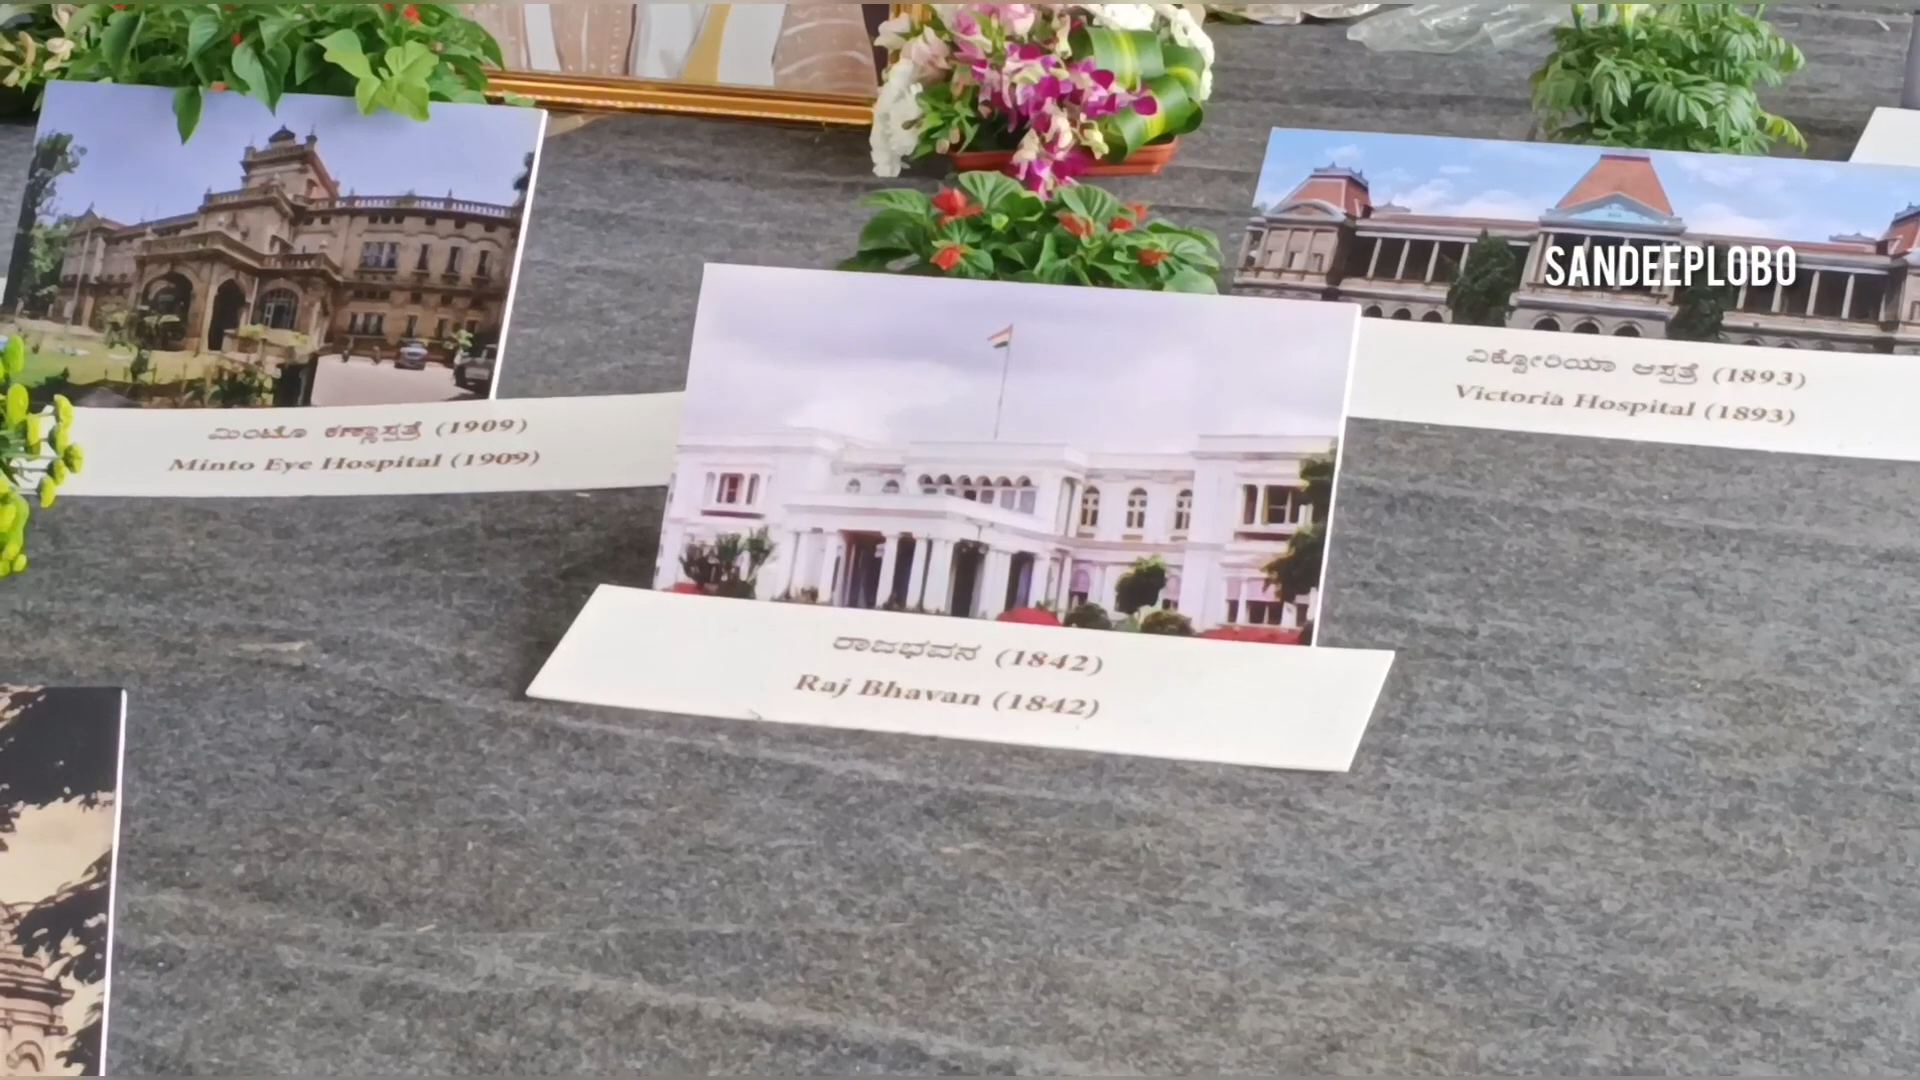 ಮಿಂಟೊ ಕಣ್ಣಾಸ್ಪತ್ರೆ (1909)
Minto Eye Hospital (1909)
ರಾಜಭವನ (1842)
Raj Bhavan (1842)
ವಿಕ್ಟೋರಿಯಾ ಆಸ್ಪತ್ರೆ (1893)
Victoria Hospital (1893)
SANDEEPLOBO